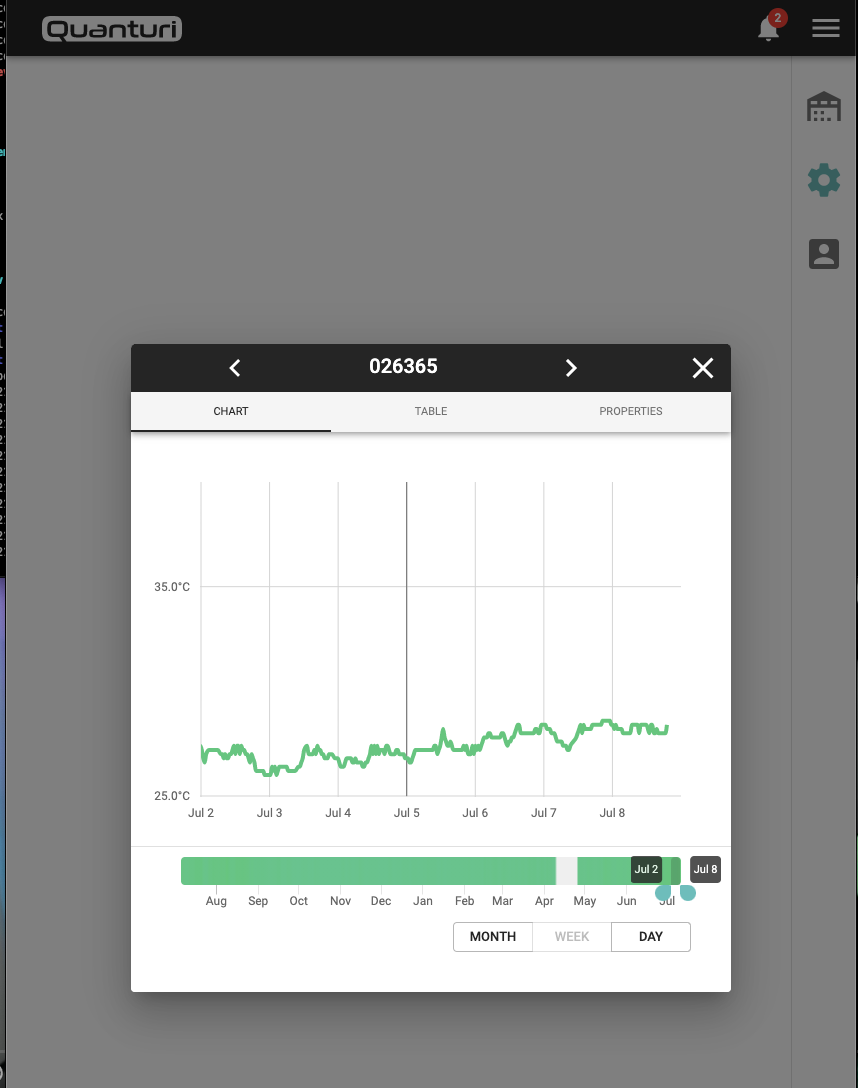 Quanturi
2
026365
CHART TABLE PROPERTIES
35.0°C
25.0°C
Jul 2 Jul 3 Jul 4 Jul 5 Jul 6 Jul 7 Jul 8
Jul 2 Jul 8
Aug Sep Oct Nov Dec Jan Feb Mar Apr May Jun Jul
MONTH WEEK DAY